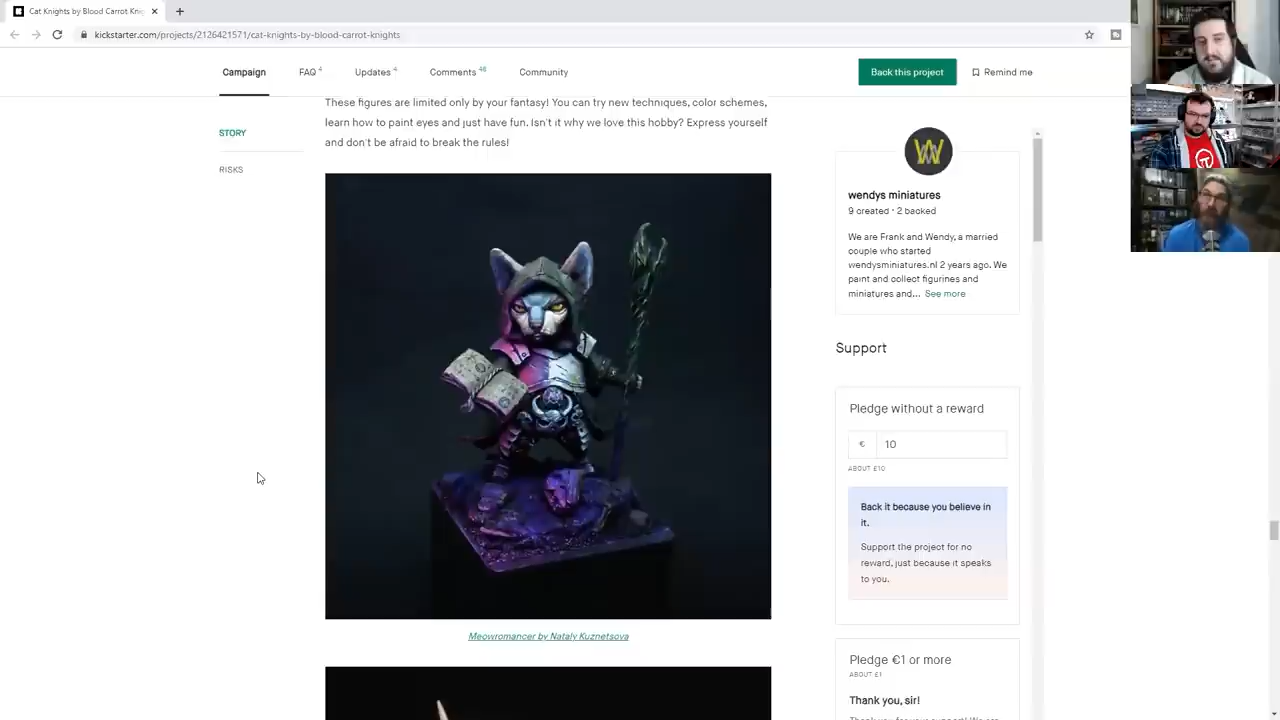 Cat Knights by Blood Carrot Knig
kickstarter.com/projects/2126421571/cat-knights-by-blood-carrot-knights
Campaign
FAQ 4
Updates 4
Comments 48
Community
Back this project
Remind me
STORY
RISKS
These figures are limited only by your fantasy! You can try new techniques, color schemes,
learn how to paint eyes and just have fun. Isn't it why we love this hobby? Express yourself
and don't be afraid to break the rules!
Meowromancer by Nataly Kuznetsova
wendys miniatures
9 created · 2 backed
We are Frank and Wendy, a married
couple who started
wendysminiatures.nl 2 years ago. We
paint and collect figurines and
miniatures and... See more
Support
Pledge without a reward
€ 10
ABOUT £10
Back it because you believe in
it.
Support the project for no
reward, just because it speaks
to you.
Pledge €1 or more
ABOUT £1
Thank you, sir!